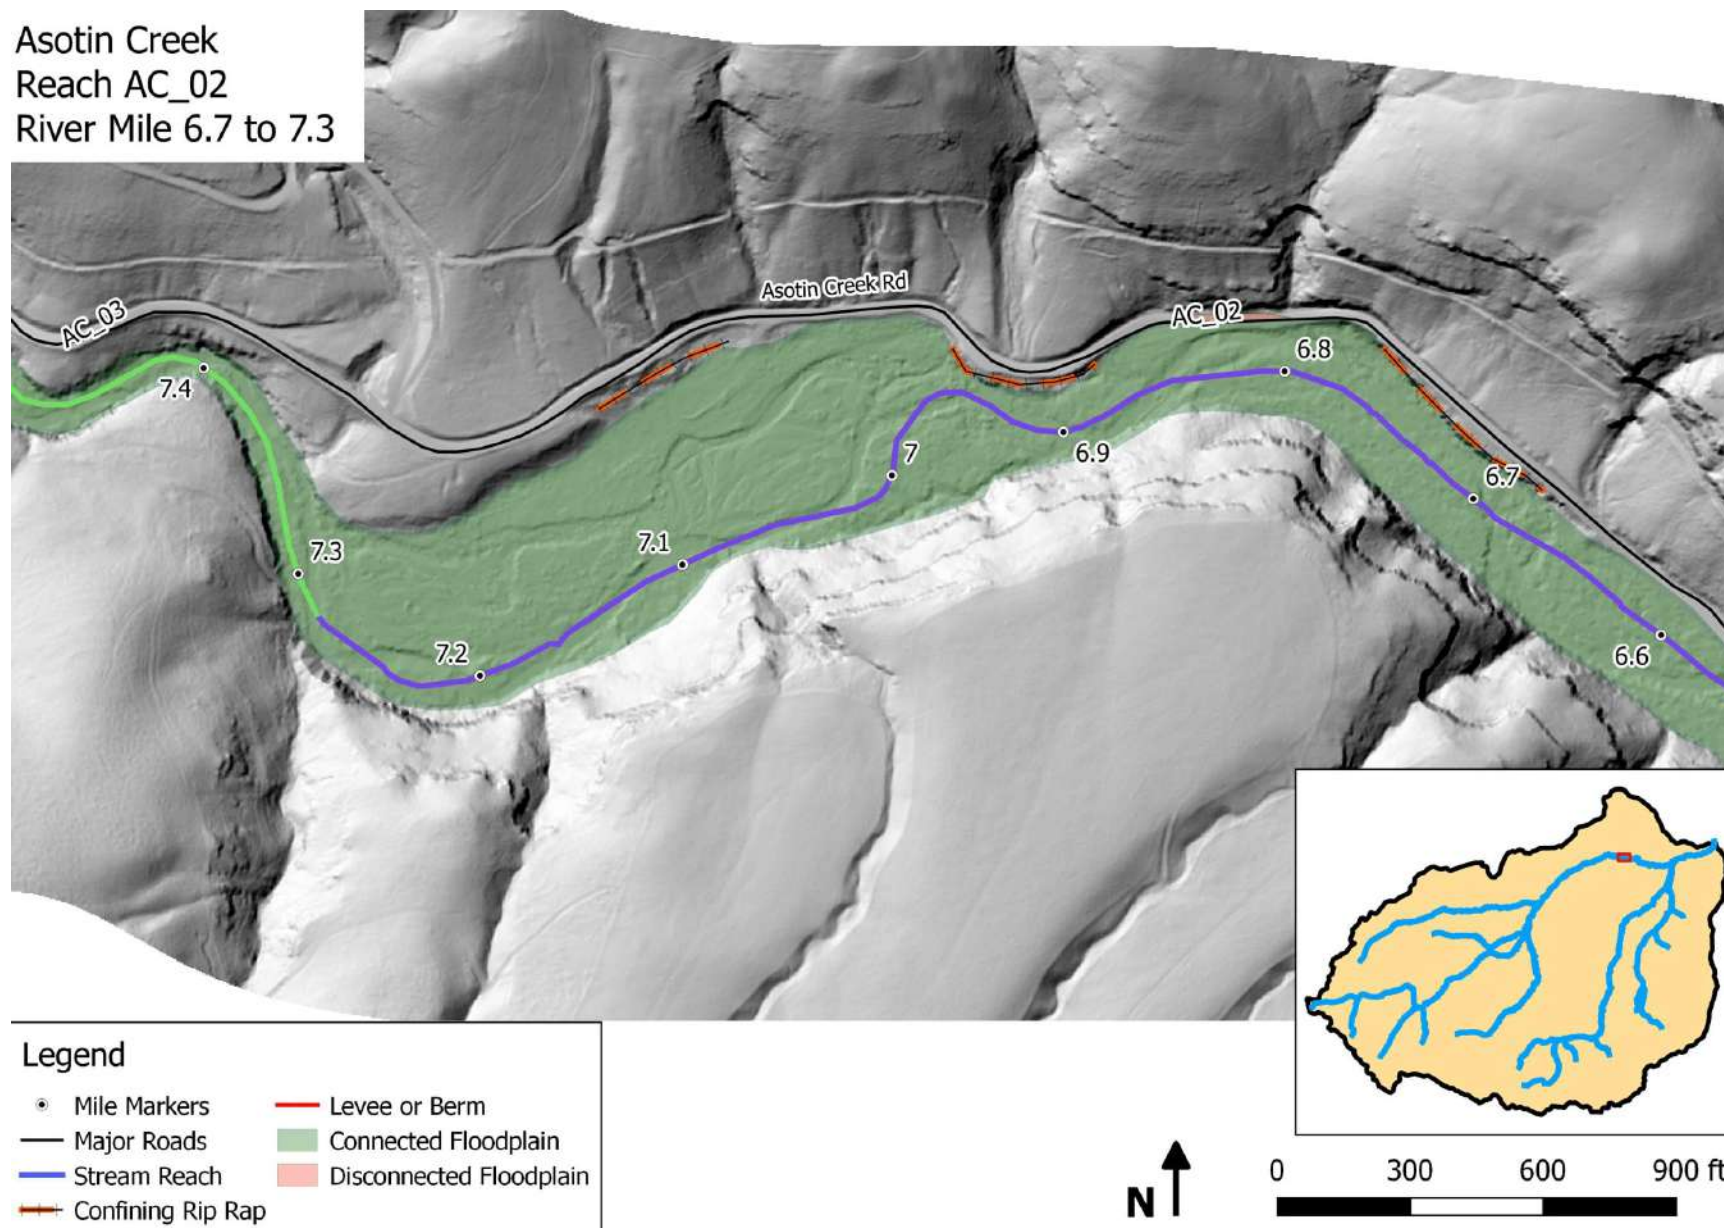 Asotin Creek
Reach AC_02
River Mile 6.7 to 7.3
Asotin Creek Rd
AC_03
AC_02
7.4
7.3
7.2
7.1
7
6.9
6.8
6.7
6.6
Legend
Mile Markers
Major Roads
Stream Reach
Confining Rip Rap
Levee or Berm
Connected Floodplain
Disconnected Floodplain
N
0 300 600 900 ft